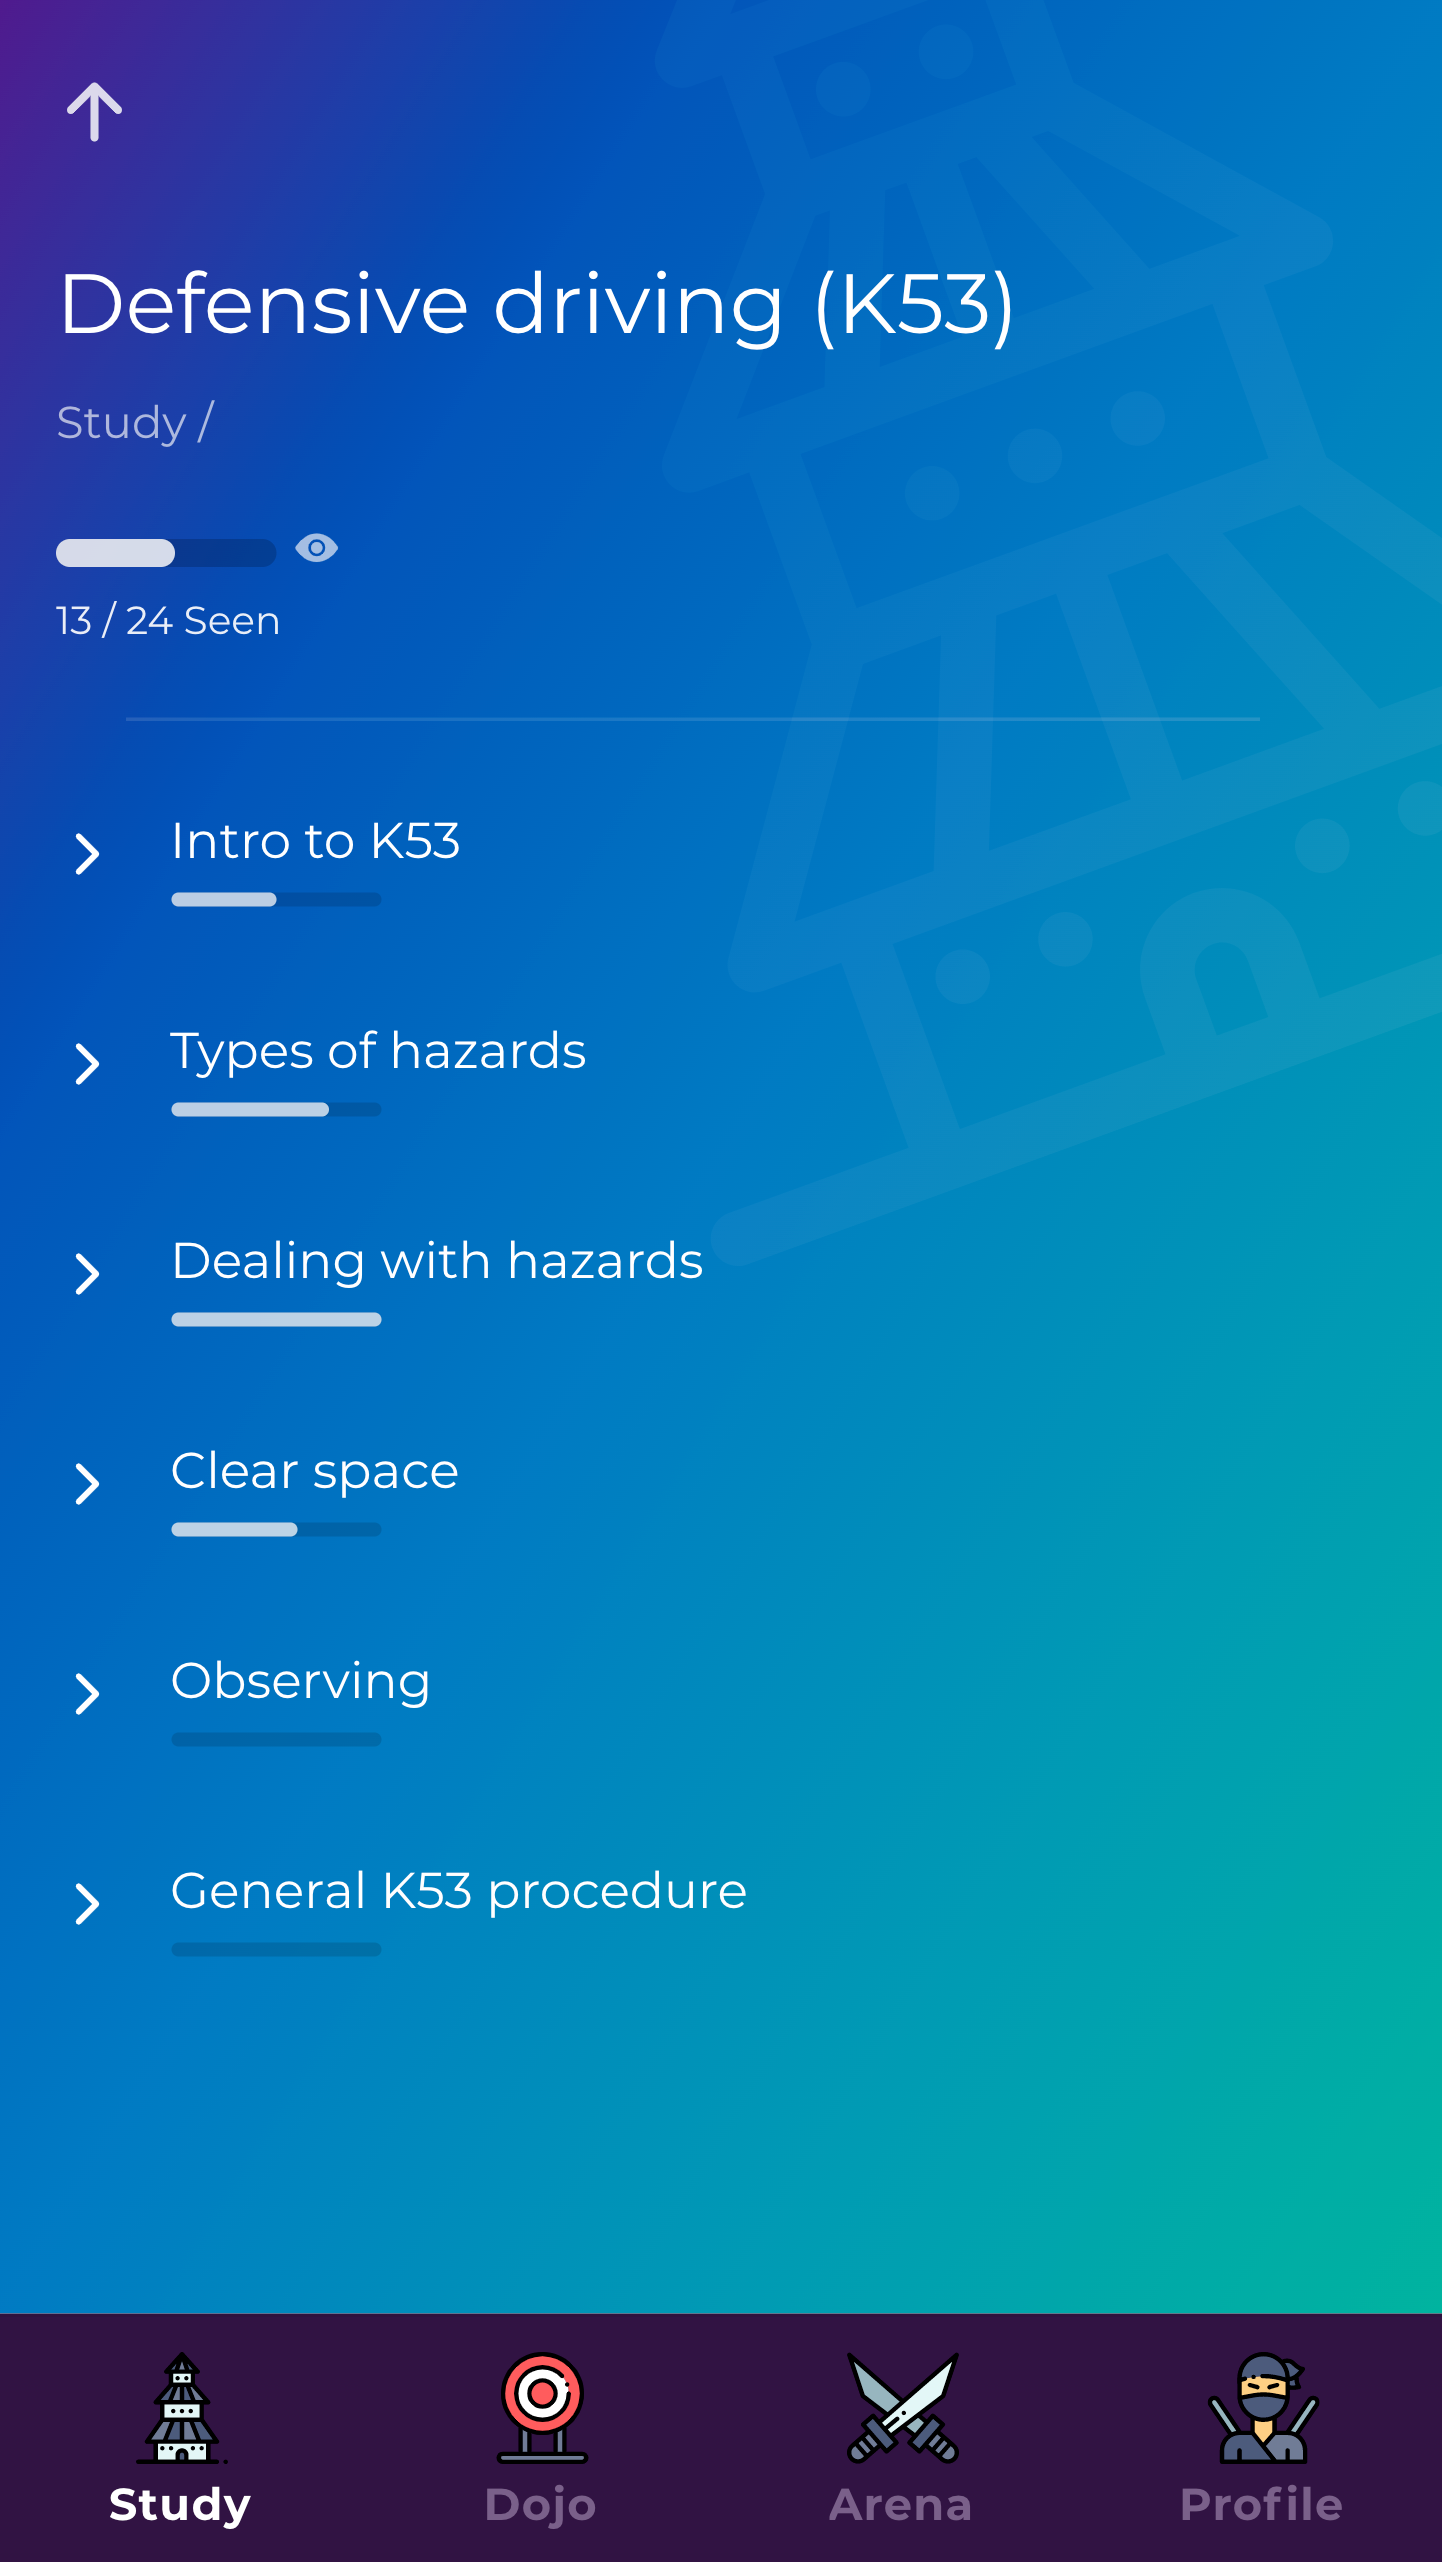 Defensive driving (K53)
Study /
13 / 24 Seen
Intro to K53
Types of hazards
Dealing with hazards
Clear space
Observing
General K53 procedure
Study
Dojo
Arena
Profile